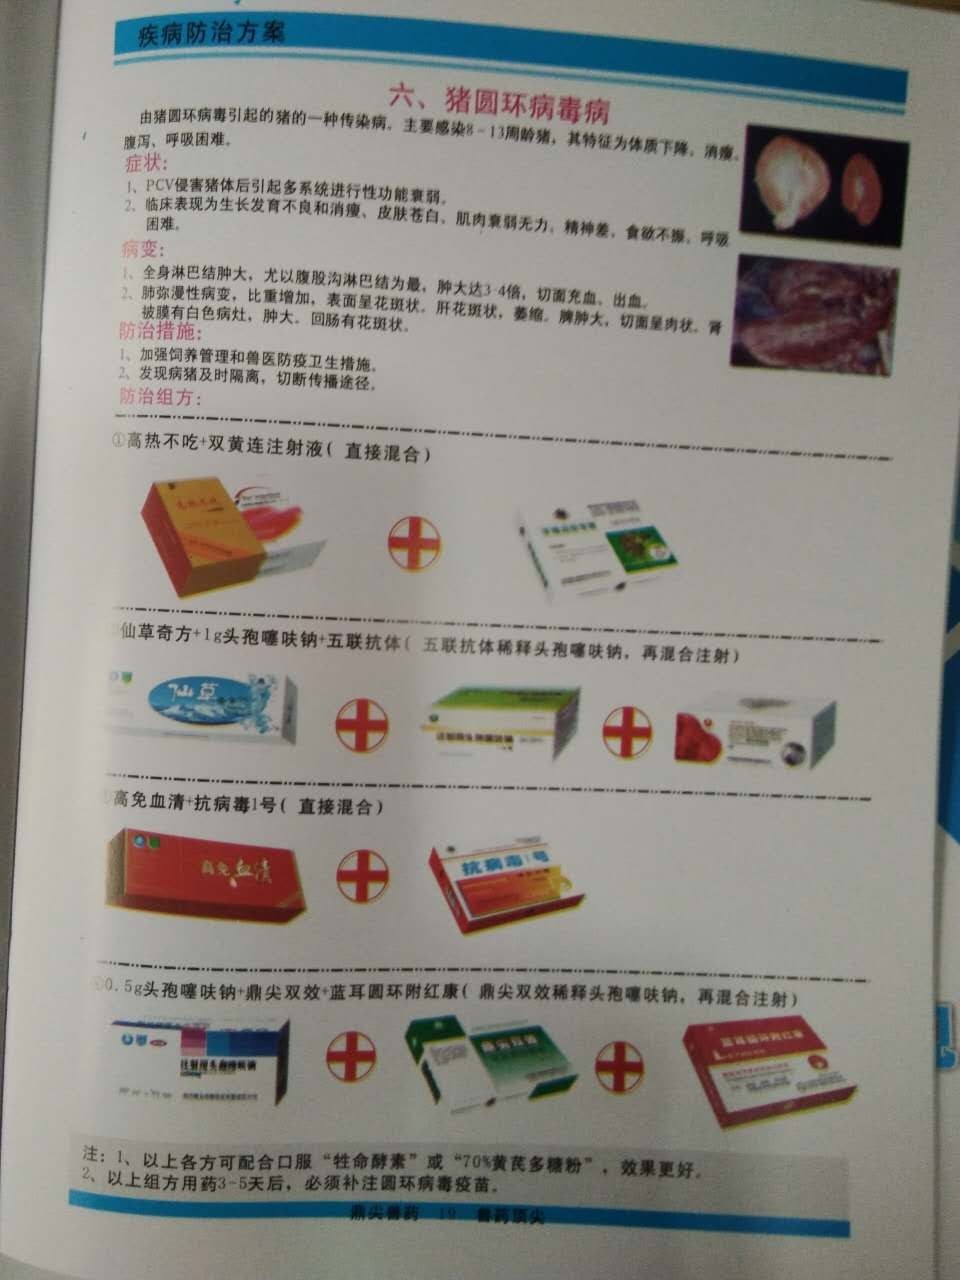 疾病防治方案
六、猪圆环病毒病
由猪圆环病毒引起的猪的一种传染病。主要感染8-13周龄猪，其特征为体质下降、消瘦、
腹泻、呼吸困难。
症状：
1、PCV侵害猪体后引起多系统进行性功能衰弱。
2、临床表现为生长发育不良和消瘦、皮肤苍白、肌肉衰弱无力、精神差、食欲不振、呼吸
困难。
病变：
1、全身淋巴结肿大，尤以腹股沟淋巴结为最，肿大达3-4倍，切面充血、出血。
2、肺弥漫性病变，比重增加，表面呈花斑状。肝花斑状，萎缩。脾肿大，切面呈肉状。肾
被膜有白色病灶，肿大。回肠有花斑状。
防治措施：
1、加强饲养管理和兽医防疫卫生措施。
2、发现病猪及时隔离，切断传播途径。
防治组方：
①高热不吃+双黄连注射液(直接混合)
仙草奇方+1g头孢噻呋钠+五联抗体(五联抗体稀释头孢噻呋钠，再混合注射)
仙草
高免血清+抗病毒1号(直接混合)
高免血清
抗病毒1号
0.5g头孢噻呋钠+鼎尖双效+蓝耳圆环附红康(鼎尖双效稀释头孢噻呋钠，再混合注射)
注射用头孢噻呋钠
鼎尖双效
蓝耳圆环附红康
注：1、以上各方可配合口服“牲命酵素”或“70%黄芪多糖粉”，效果更好。
2、以上组方用药3-5天后，必须补注圆环病毒疫苗。
鼎尖兽药 19 兽药顶尖